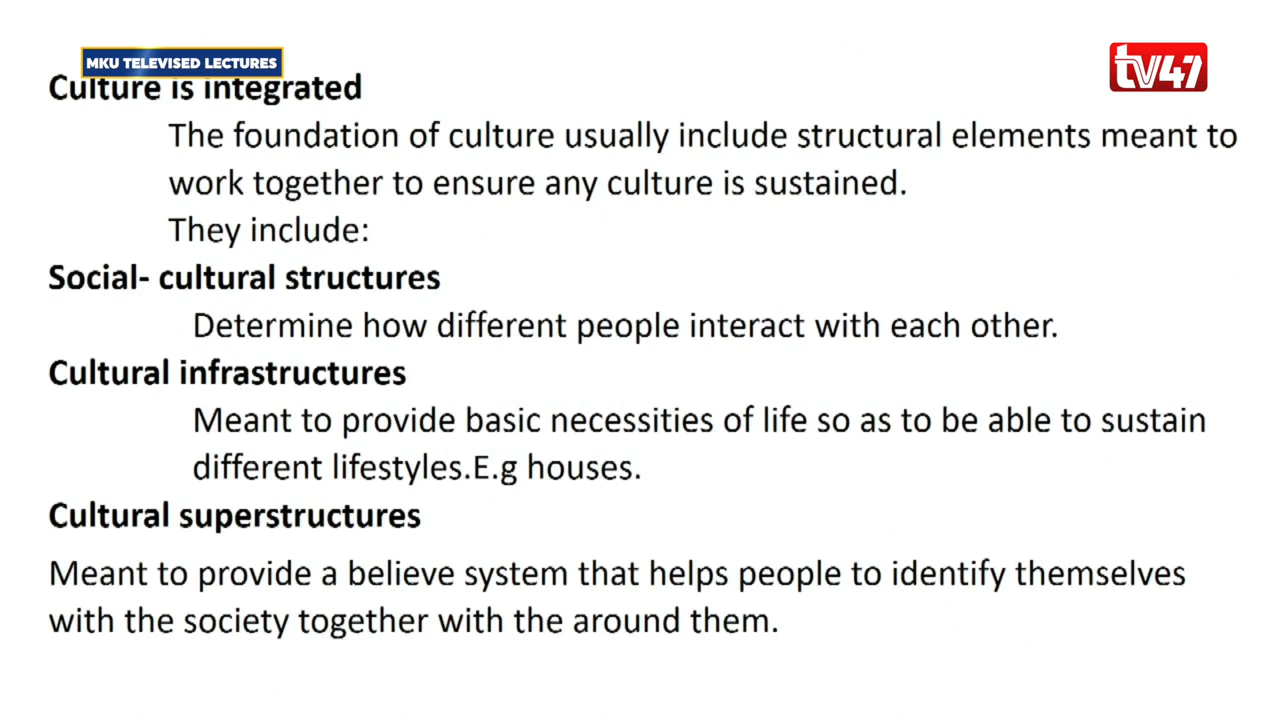 MKU TELEVISED LECTURES
tv47
Culture is integrated
The foundation of culture usually include structural elements meant to
work together to ensure any culture is sustained.
They include:
Social- cultural structures
Determine how different people interact with each other.
Cultural infrastructures
Meant to provide basic necessities of life so as to be able to sustain
different lifestyles.E.g houses.
Cultural superstructures
Meant to provide a believe system that helps people to identify themselves
with the society together with the around them.